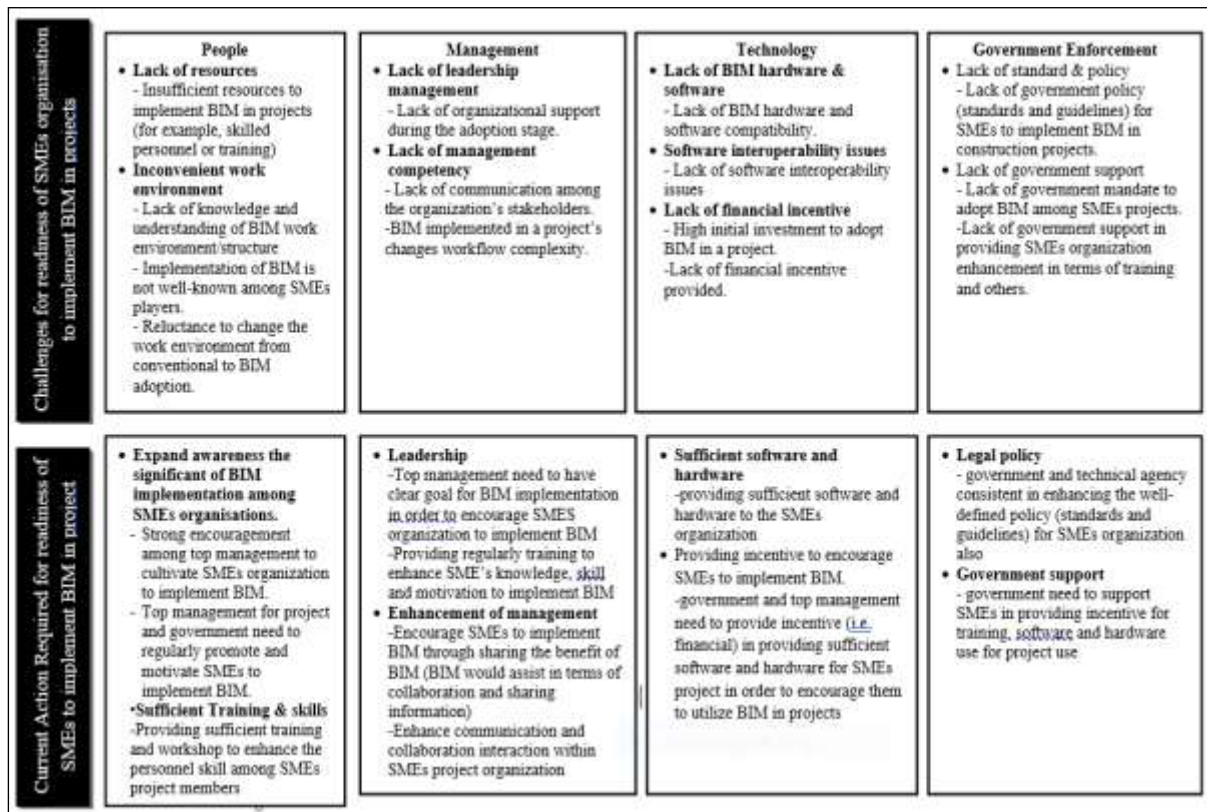 Challenges for readiness of SMEs organisation
to implement BIM in projects
People
• Lack of resources
- Insufficient resources to
implement BIM in projects
(for example, skilled
personnel or training)
• Inconvenient work
environment
- Lack of knowledge and
understanding of BIM work
environment/structure
- Implementation of BIM is
not well-known among SMEs
players.
- Reluctance to change the
work environment from
conventional to BIM
adoption.
Management
• Lack of leadership
management
- Lack of organizational support
during the adoption stage.
• Lack of management
competency
- Lack of communication among
the organization's stakeholders.
-BIM implemented in a project's
changes workflow complexity.
Technology
• Lack of BIM hardware &
software
- Lack of BIM hardware and
software compatibility.
• Software interoperability issues
- Lack of software interoperability
issues
• Lack of financial incentive
- High initial investment to adopt
BIM in a project.
-Lack of financial incentive
provided.
Government Enforcement
• Lack of standard & policy
- Lack of government policy
(standards and guidelines) for
SMEs to implement BIM in
construction projects.
• Lack of government support
- Lack of government mandate to
adopt BIM among SMEs projects.
-Lack of government support in
providing SMEs organization
enhancement in terms of training
and others.
Current Action Required for readiness of
SMEs to implement BIM in project
• Expand awareness the
significant of BIM
implementation among
SMEs organisations.
- Strong encouragement
among top management to
cultivate SMEs organization
to implement BIM.
- Top management for project
and government need to
regularly promote and
motivate SMEs to
implement BIM.
•Sufficient Training & skills
-Providing sufficient training
and workshop to enhance the
personnel skill among SMEs
project members
• Leadership
-Top management need to have
clear goal for BIM implementation
in order to encourage SMES
organization to implement BIM
-Providing regularly training to
enhance SME's knowledge, skill
and motivation to implement BIM
• Enhancement of management
-Encourage SMEs to implement
BIM through sharing the benefit of
BIM (BIM would assist in terms of
collaboration and sharing
information)
-Enhance communication and
collaboration interaction within
SMEs project organization
• Sufficient software and
hardware
-providing sufficient software and
hardware to the SMEs
organization
• Providing incentive to encourage
SMEs to implement BIM.
-government and top management
need to provide incentive (i.e.
financial) in providing sufficient
software and hardware for SMEs
project in order to encourage them
to utilize BIM in projects
• Legal policy
- government and technical agency
consistent in enhancing the well-
defined policy (standards and
guidelines) for SMEs organization
also
• Government support
- government need to support
SMEs in providing incentive for
training, software and hardware
use for project use